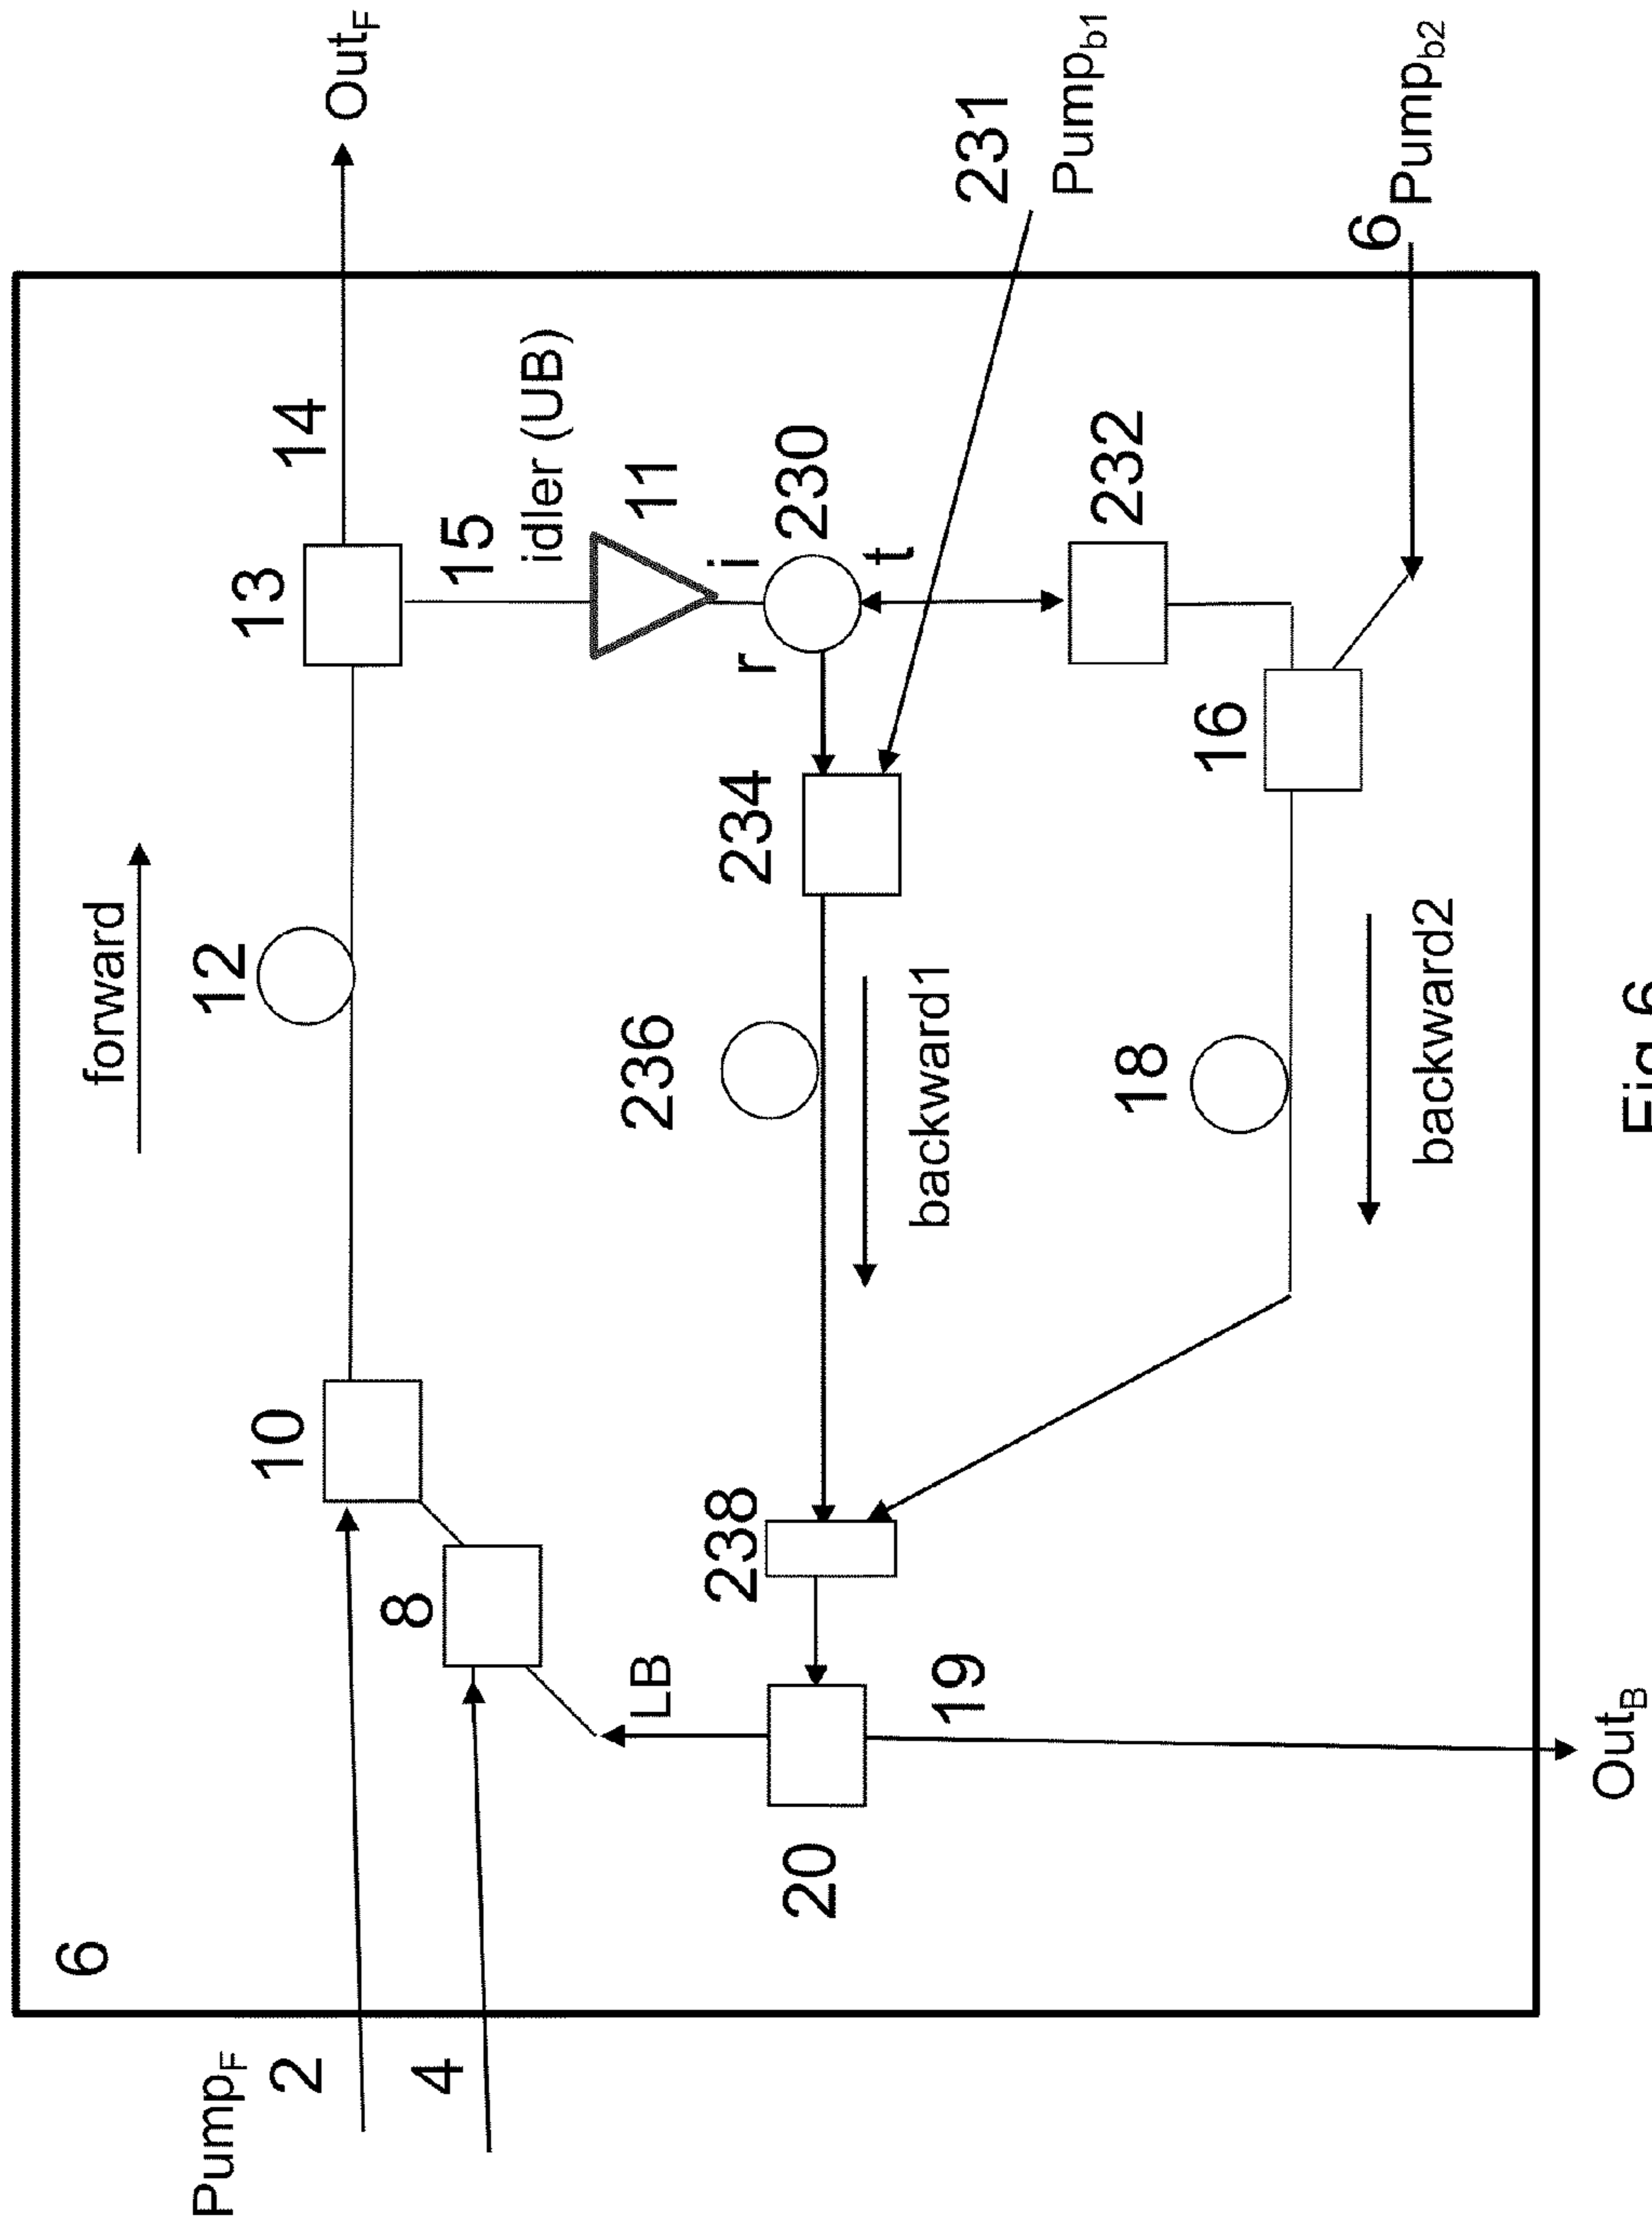 forward
12
13
14
Out_F
10
15
idler (UB)
11
8
i
r
230
t
231
Pump_b1
234
232
236
backward1
238
LB
16
6
Pump_b2
18
backward2
20
19
Out_B
6
Pump_F
2
4
Fig 6